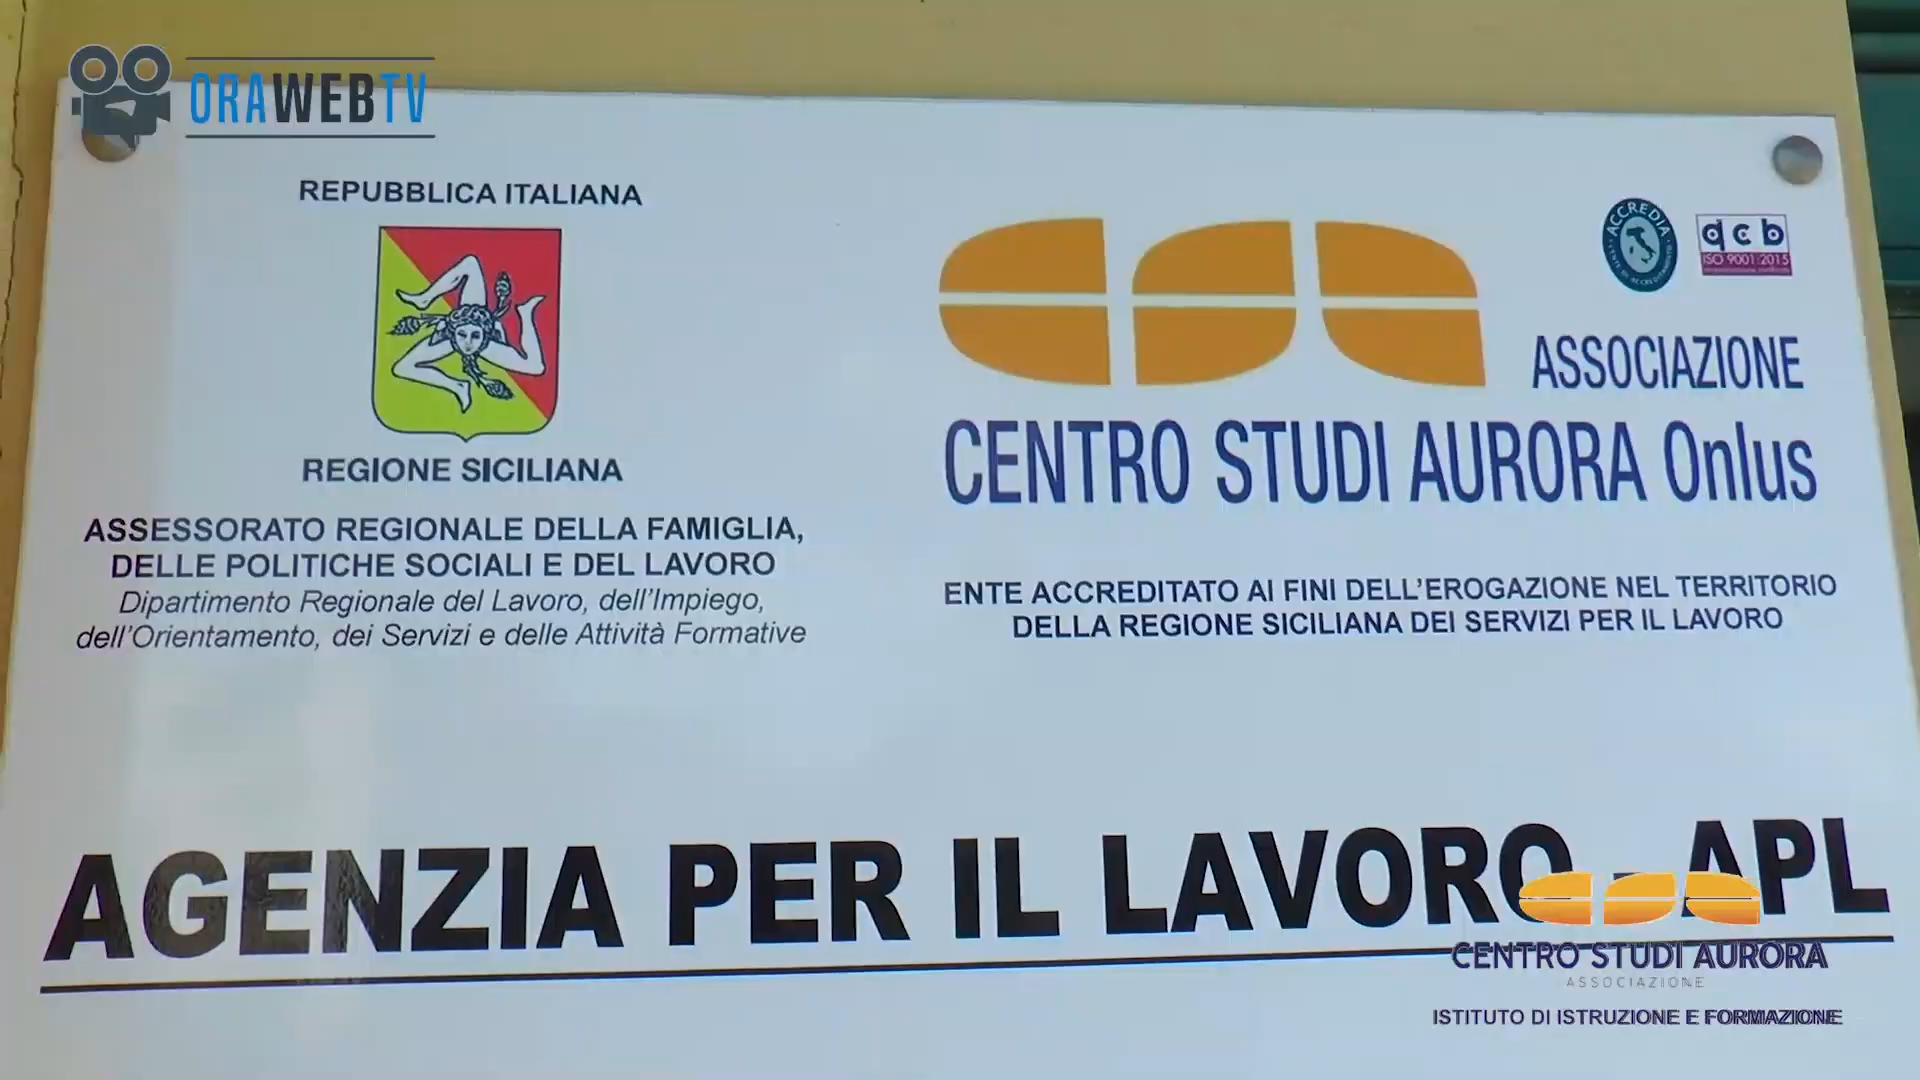 ORAWEBTV
REPUBBLICA ITALIANA
REGIONE SICILIANA
ASSESSORATO REGIONALE DELLA FAMIGLIA,
DELLE POLITICHE SOCIALI E DEL LAVORO
Dipartimento Regionale del Lavoro, dell'Impiego,
dell'Orientamento, dei Servizi e delle Attività Formative
csa
ACCREDIA
qcb
ISO 9001:2015
ASSOCIAZIONE
CENTRO STUDI AURORA Onlus
ENTE ACCREDITATO AI FINI DELL'EROGAZIONE NEL TERRITORIO
DELLA REGIONE SICILIANA DEI SERVIZI PER IL LAVORO
AGENZIA PER IL LAVORO - APL
csa
CENTRO STUDI AURORA
ASSOCIAZIONE
ISTITUTO DI ISTRUZIONE E FORMAZIONE